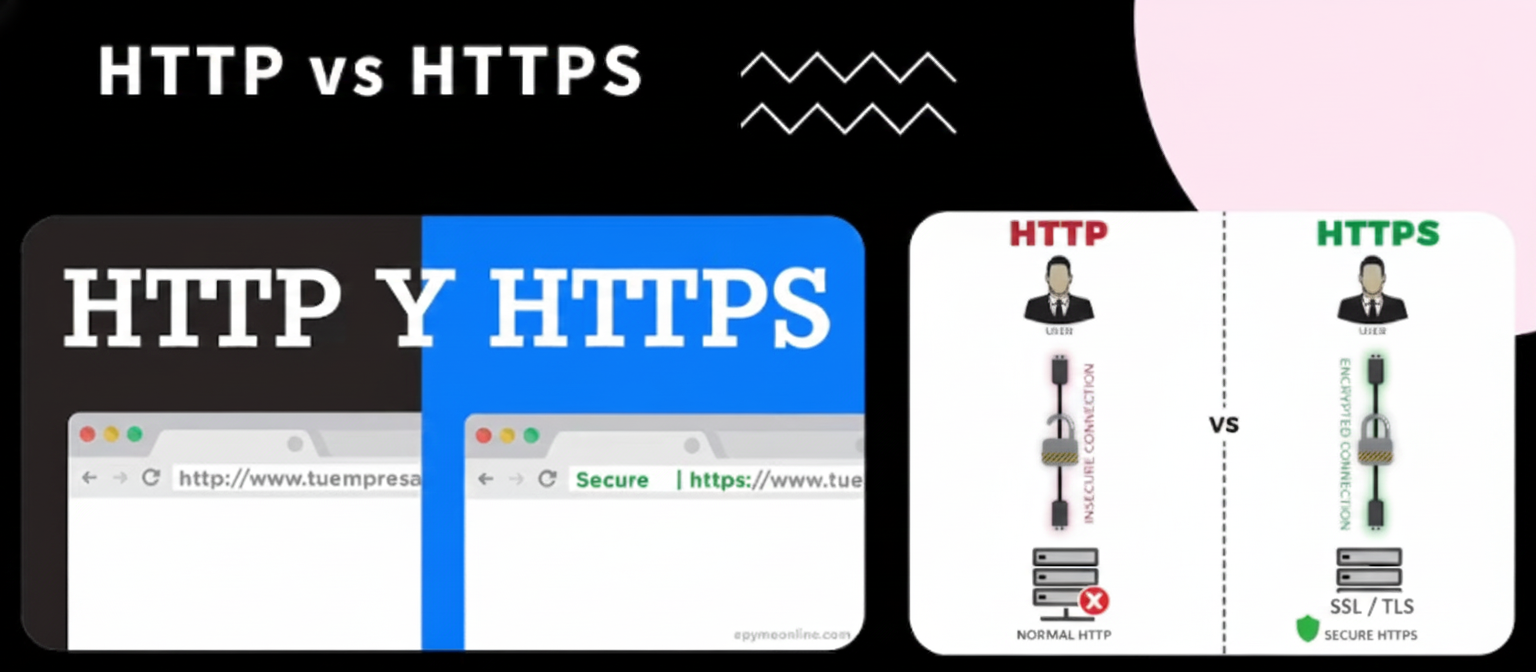 HTTP vs HTTPS
HTTP Y HTTPS
http://www.tuempresa
Secure | https://www.tue
epymeonline.com
HTTP
USER
INSECURE CONNECTION
NORMAL HTTP
VS
HTTPS
USER
ENCRYPTED CONNECTION
SSL / TLS
SECURE HTTPS